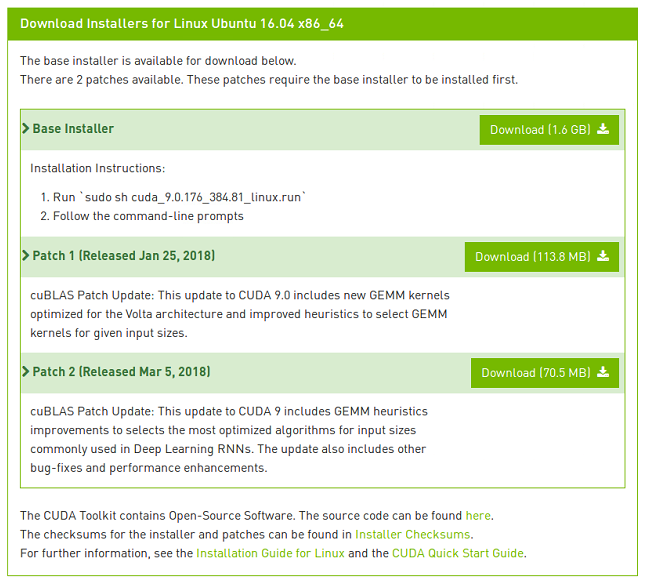 Download Installers for Linux Ubuntu 16.04 x86_64
The base installer is available for download below.
There are 2 patches available. These patches require the base installer to be installed first.
Base Installer
Download (1.6 GB)
Installation Instructions:
1. Run `sudo sh cuda_9.0.176_384.81_linux.run`
2. Follow the command-line prompts
Patch 1 (Released Jan 25, 2018)
Download (113.8 MB)
cuBLAS Patch Update: This update to CUDA 9.0 includes new GEMM kernels
optimized for the Volta architecture and improved heuristics to select GEMM
kernels for given input sizes.
Patch 2 (Released Mar 5, 2018)
Download (70.5 MB)
cuBLAS Patch Update: This update to CUDA 9 includes GEMM heuristics
improvements to selects the most optimized algorithms for input sizes
commonly used in Deep Learning RNNs. The update also includes other
bug-fixes and performance enhancements.
The CUDA Toolkit contains Open-Source Software. The source code can be found here.
The checksums for the installer and patches can be found in Installer Checksums.
For further information, see the Installation Guide for Linux and the CUDA Quick Start Guide.